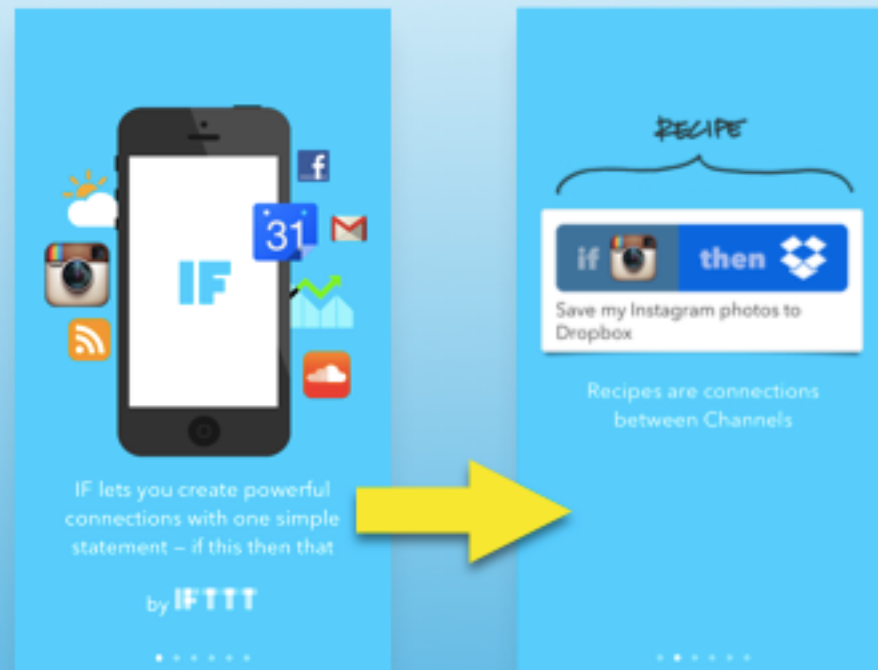 f
31
IF
IF lets you create powerful
connections with one simple
statement – if this then that
by IFTTT
RECIPE
if then
Save my Instagram photos to
Dropbox
Recipes are connections
between Channels